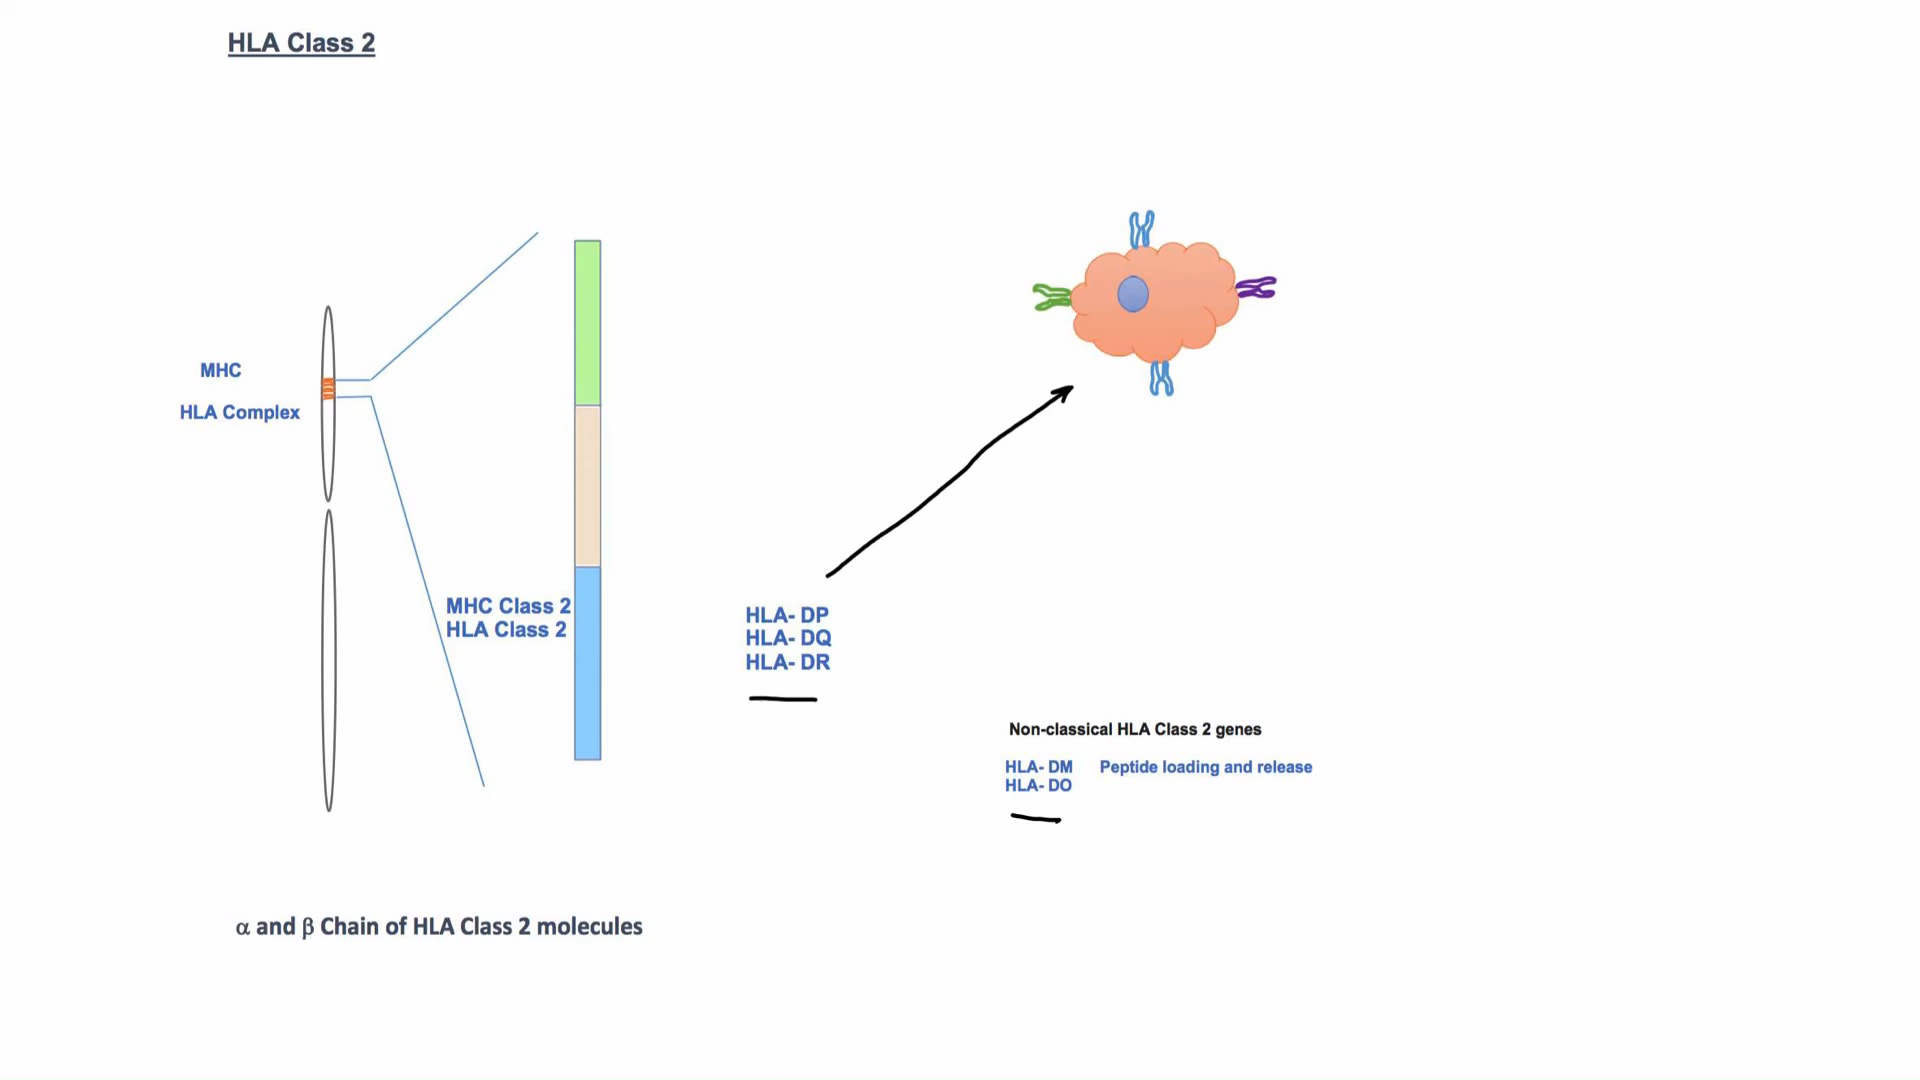 HLA Class 2
MHC
HLA Complex
MHC Class 2
HLA Class 2
HLA- DP
HLA- DQ
HLA- DR
Non-classical HLA Class 2 genes
HLA- DM Peptide loading and release
HLA- DO
α and β Chain of HLA Class 2 molecules